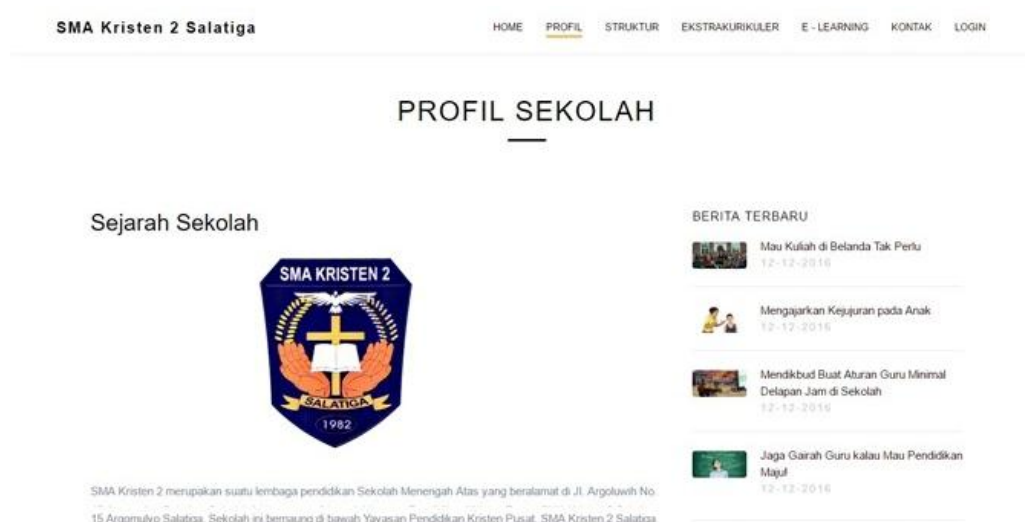 SMA Kristen 2 Salatiga
HOME PROFIL STRUKTUR EKSTRAKURIKULER E - LEARNING KONTAK LOGIN
PROFIL SEKOLAH
Sejarah Sekolah
SMA KRISTEN 2
SALATIGA
1982
SMA Kristen 2 merupakan suatu lembaga pendidikan Sekolah Menengah Atas yang beralamat di Jl. Argoluwih No.
15 Argomulyo Salatiga. Sekolah ini bernaung di bawah Yayasan Pendidikan Kristen Pusat. SMA Kristen 2 Salatiga
BERITA TERBARU
Mau Kuliah di Belanda Tak Perlu
12-12-2016
Mengajarkan Kejujuran pada Anak
12-12-2016
Mendikbud Buat Aturan Guru Minimal
Delapan Jam di Sekolah
12-12-2016
Jaga Gairah Guru kalau Mau Pendidikan
Maju!
12-12-2016